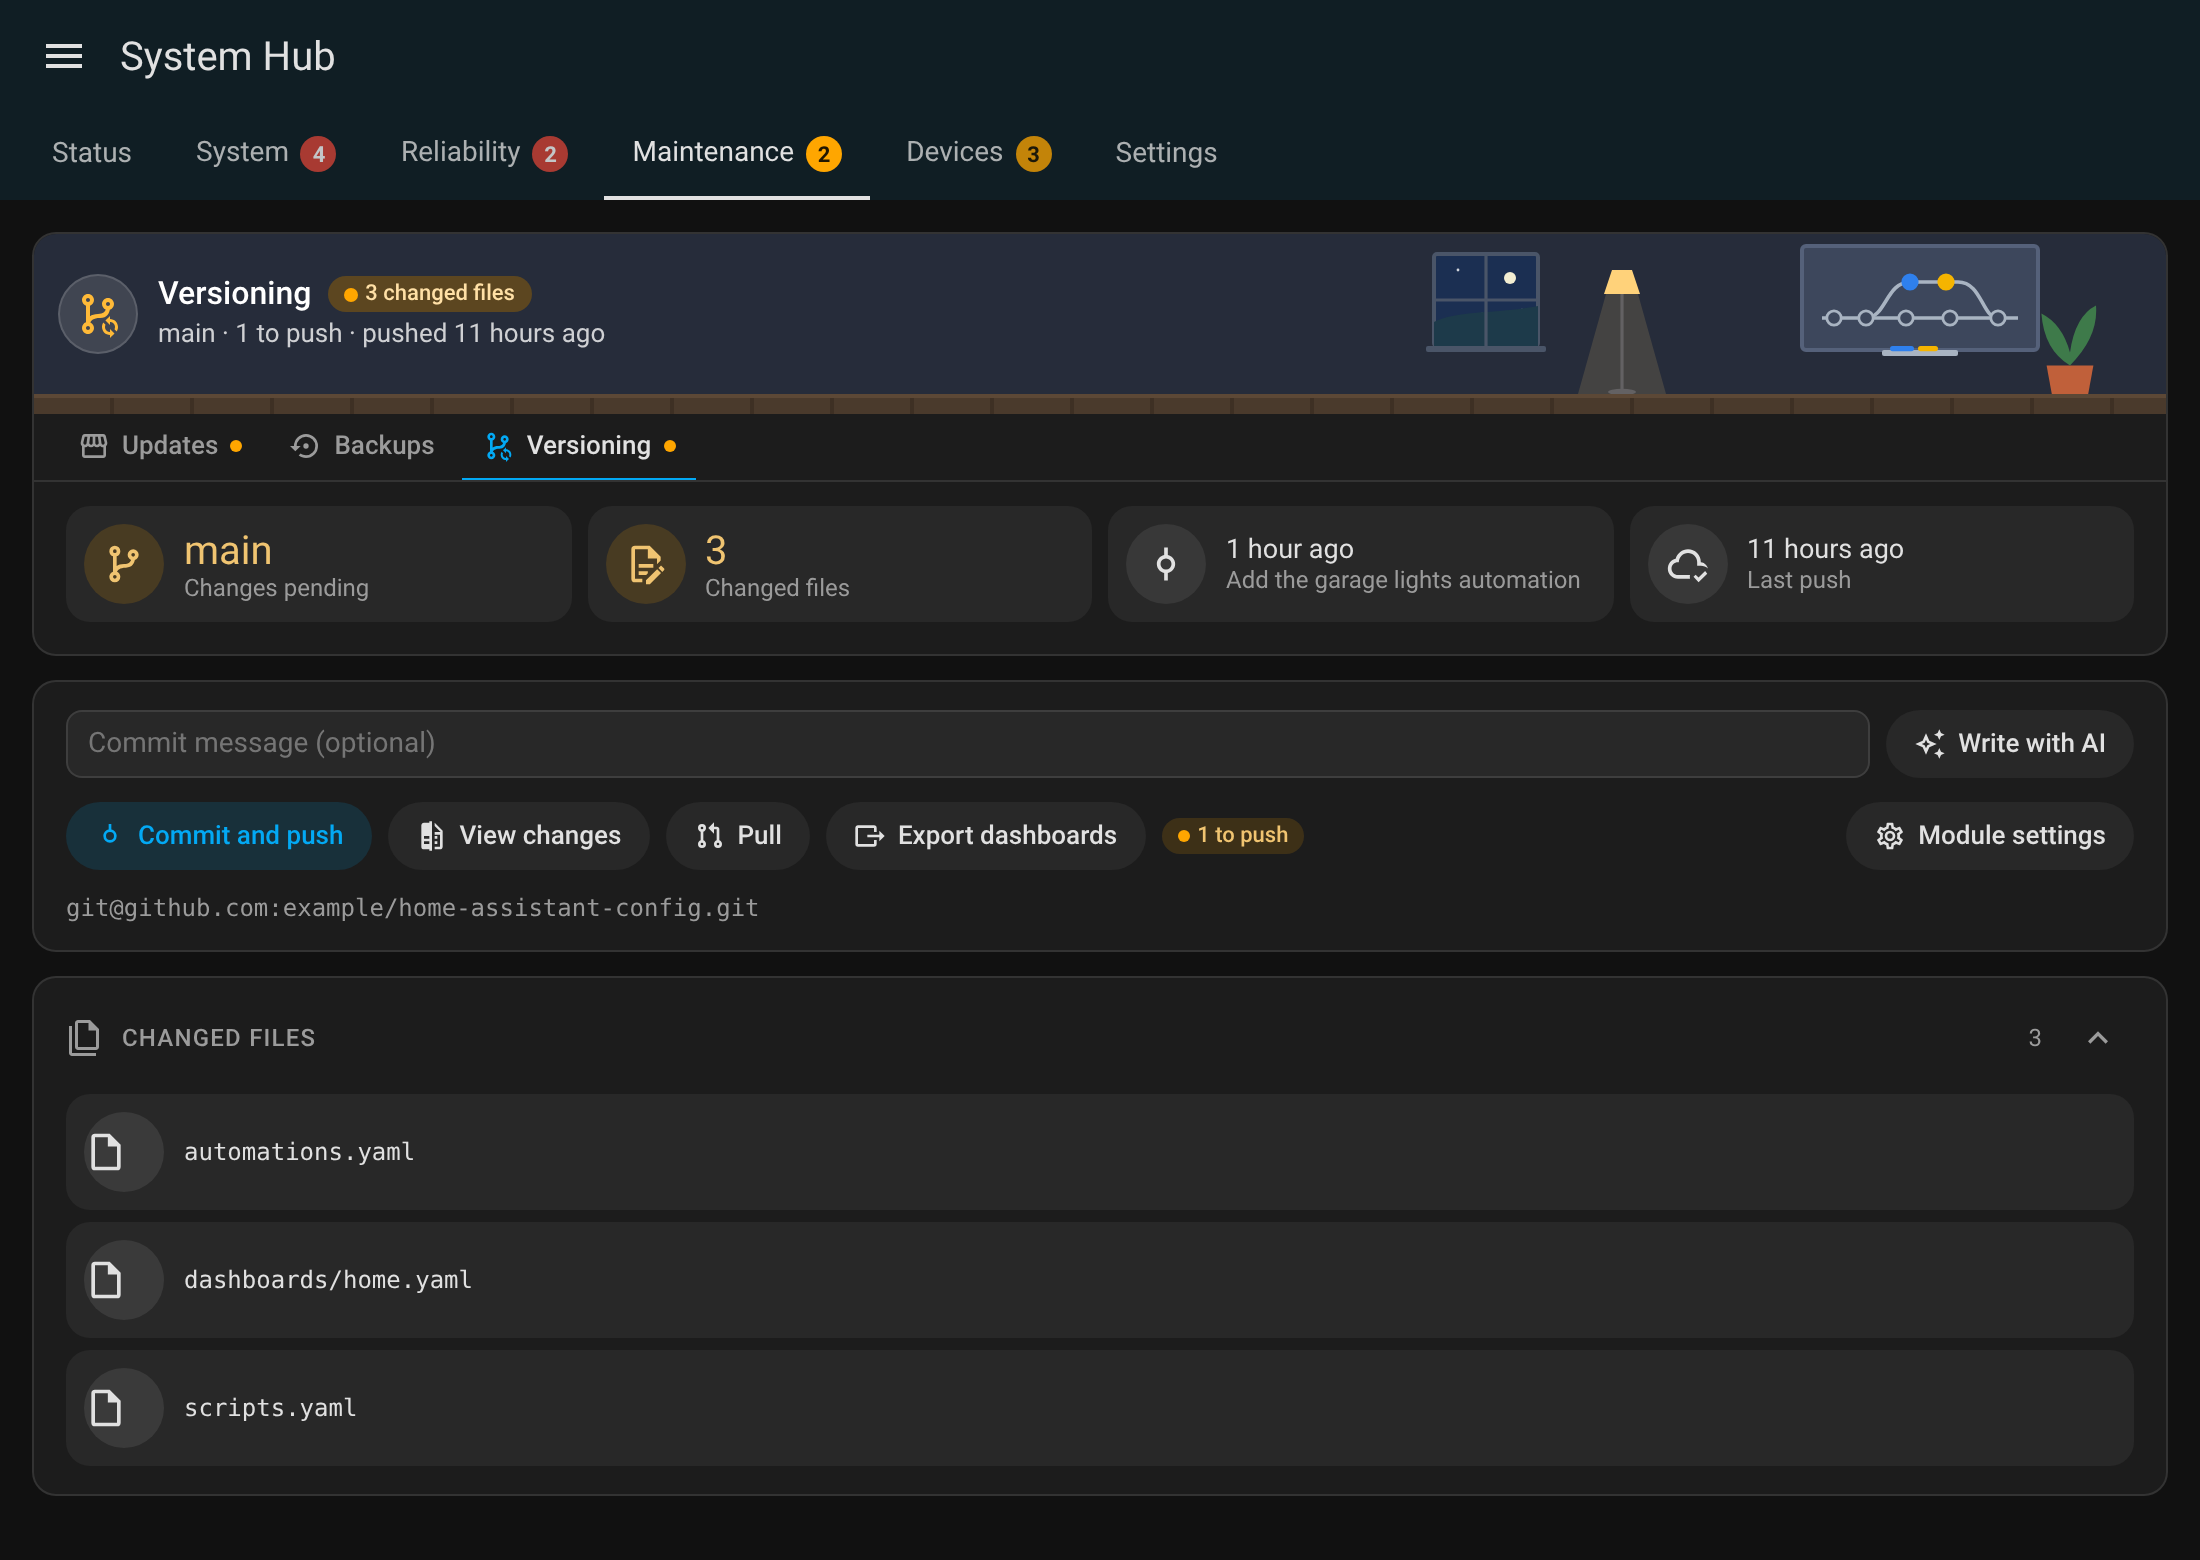 System Hub
Status
System 4
Reliability 2
Maintenance 2
Devices 3
Settings
Versioning
3 changed files
main · 1 to push · pushed 11 hours ago
Updates
Backups
Versioning
main
Changes pending
3
Changed files
1 hour ago
Add the garage lights automation
11 hours ago
Last push
Commit message (optional)
Write with AI
Commit and push
View changes
Pull
Export dashboards
1 to push
Module settings
git@github.com:example/home-assistant-config.git
CHANGED FILES
3
automations.yaml
dashboards/home.yaml
scripts.yaml